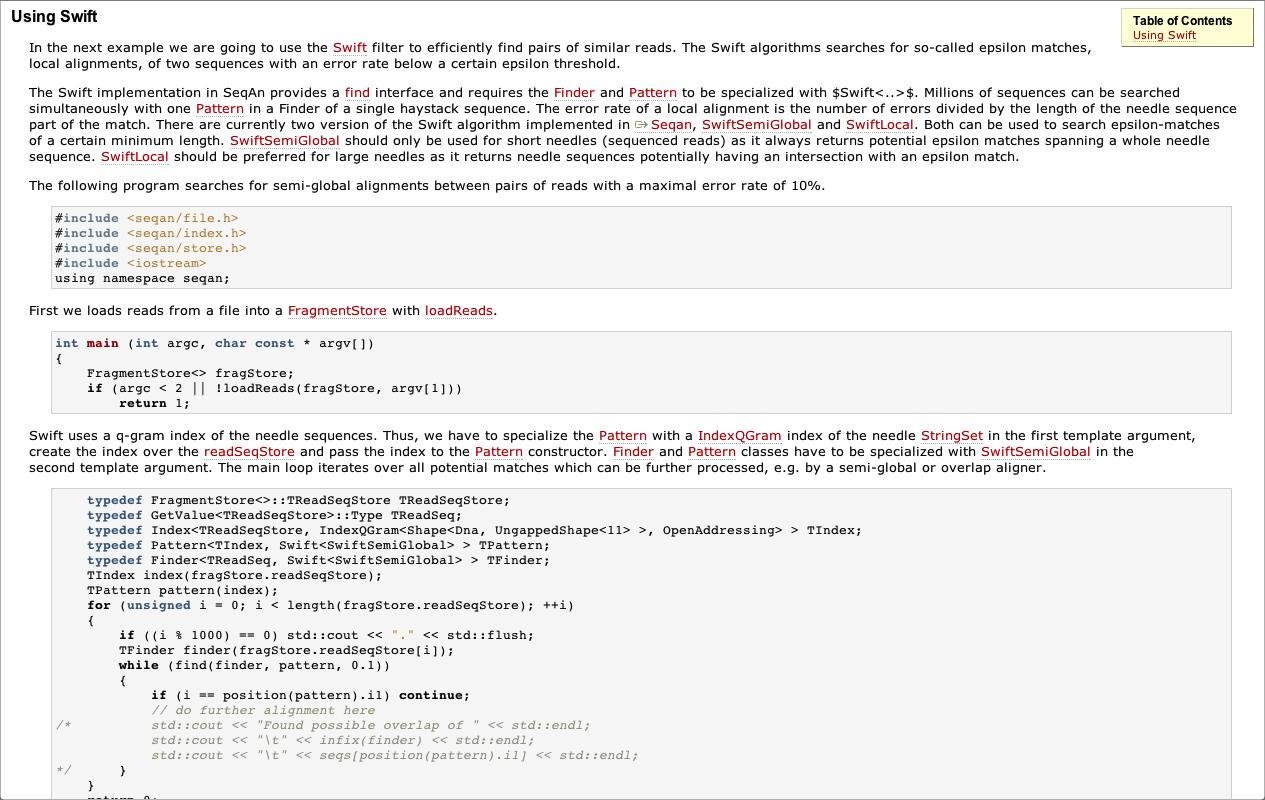 Using Swift
Table of Contents
Using Swift
In the next example we are going to use the Swift filter to efficiently find pairs of similar reads. The Swift algorithms searches for so-called epsilon matches,
local alignments, of two sequences with an error rate below a certain epsilon threshold.
The Swift implementation in SeqAn provides a find interface and requires the Finder and Pattern to be specialized with $Swift<..>$. Millions of sequences can be searched
simultaneously with one Pattern in a Finder of a single haystack sequence. The error rate of a local alignment is the number of errors divided by the length of the needle sequence
part of the match. There are currently two version of the Swift algorithm implemented in Seqan, SwiftSemiGlobal and SwiftLocal. Both can be used to search epsilon-matches
of a certain minimum length. SwiftSemiGlobal should only be used for short needles (sequenced reads) as it always returns potential epsilon matches spanning a whole needle
sequence. SwiftLocal should be preferred for large needles as it returns needle sequences potentially having an intersection with an epsilon match.
The following program searches for semi-global alignments between pairs of reads with a maximal error rate of 10%.
#include <seqan/file.h>
#include <seqan/index.h>
#include <seqan/store.h>
#include <iostream>
using namespace seqan;
First we loads reads from a file into a FragmentStore with loadReads.
int main (int argc, char const * argv[])
{
    FragmentStore<> fragStore;
    if (argc < 2 || !loadReads(fragStore, argv[1]))
        return 1;
Swift uses a q-gram index of the needle sequences. Thus, we have to specialize the Pattern with a IndexQGram index of the needle StringSet in the first template argument,
create the index over the readSeqStore and pass the index to the Pattern constructor. Finder and Pattern classes have to be specialized with SwiftSemiGlobal in the
second template argument. The main loop iterates over all potential matches which can be further processed, e.g. by a semi-global or overlap aligner.
    typedef FragmentStore<>::TReadSeqStore TReadSeqStore;
    typedef GetValue<TReadSeqStore>::Type TReadSeq;
    typedef Index<TReadSeqStore, IndexQGram<Shape<Dna, UngappedShape<11> >, OpenAddressing> > TIndex;
    typedef Pattern<TIndex, Swift<SwiftSemiGlobal> > TPattern;
    typedef Finder<TReadSeq, Swift<SwiftSemiGlobal> > TFinder;
    TIndex index(fragStore.readSeqStore);
    TPattern pattern(index);
    for (unsigned i = 0; i < length(fragStore.readSeqStore); ++i)
    {
        if ((i % 1000) == 0) std::cout << "." << std::flush;
        TFinder finder(fragStore.readSeqStore[i]);
        while (find(finder, pattern, 0.1))
        {
            if (i == position(pattern).i1) continue;
            // do further alignment here
/*          std::cout << "Found possible overlap of " << std::endl;
            std::cout << "\t" << infix(finder) << std::endl;
            std::cout << "\t" << seqs[position(pattern).i1] << std::endl;
*/      }
    }
    return 0;